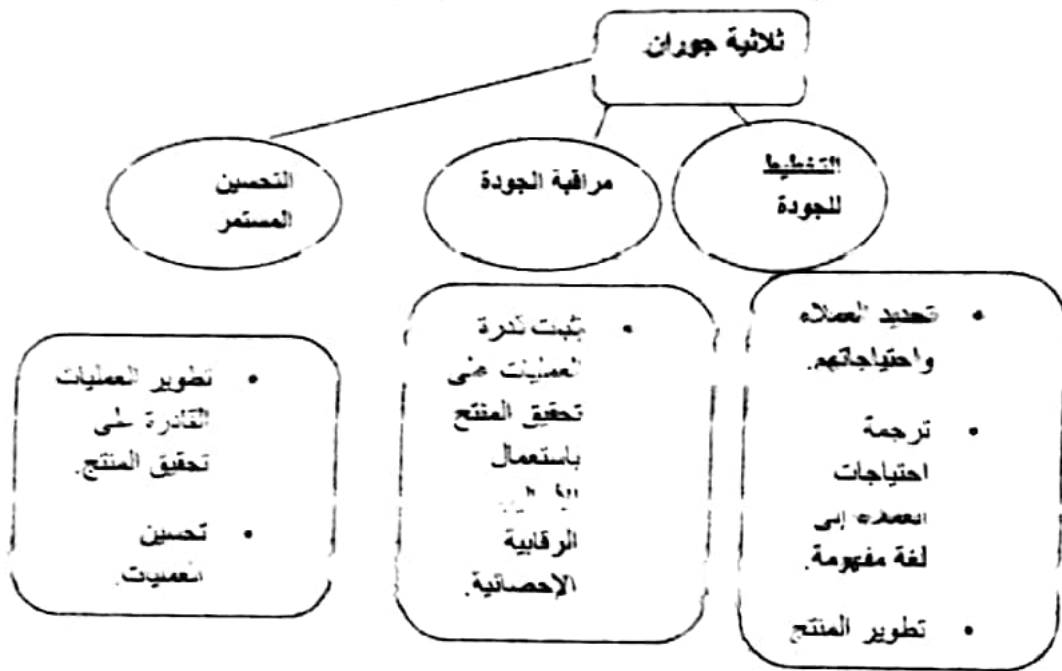 ثلاثية جوران
التخطيط
للجودة
مراقبة الجودة
التحسين
المستمر
• تحديد العملاء
واحتياجاتهم.
• ترجمة
احتياجات
العملاء إلى
لغة مفهومة.
• تطوير المنتج
• يثبت قدرة
العمليات على
تحقيق المنتج
باستعمال
الرقابية
الإحصائية.
• تطوير العمليات
القادرة على
تحقيق المنتج.
• تحسين
العمليات.